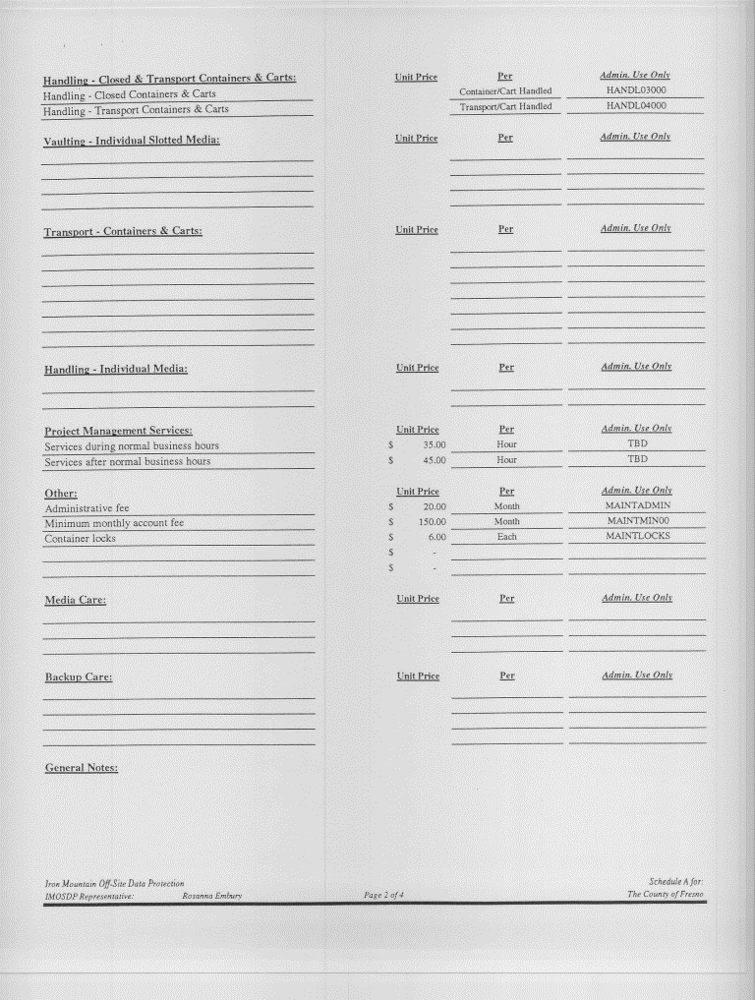 Handling - Closed & Transport Containers & Carts: Unit Price Per Admin. Use Only
Handling - Closed Containers & Carts Container/Cart Handled HANDL03000
Handling - Transport Containers & Carts Transport/Cart Handled HANDL04000
Vaulting - Individual Slotted Media: Unit Price Per Admin. Use Only
Transport - Containers & Carts: Unit Price Per Admin. Use Only
Handling - Individual Media: Unit Price Per Admin. Use Only
Project Management Services: Unit Price Per Admin. Use Only
Services during normal business hours $ 35.00 Hour TBD
Services after normal business hours $ 45.00 Hour TBD
Other: Unit Price Per Admin. Use Only
Administrative fee $ 20.00 Month MAINTADMIN
Minimum monthly account fee $ 150.00 Month MAINTMIN00
Container locks $ 6.00 Each MAINTLOCKS
$ -
$ -
Media Care: Unit Price Per Admin. Use Only
Backup Care: Unit Price Per Admin. Use Only
General Notes:
Iron Mountain Off-Site Data Protection Schedule A for:
IMOSDP Representative: Rosanna Embury Page 2 of 4 The County of Fresno